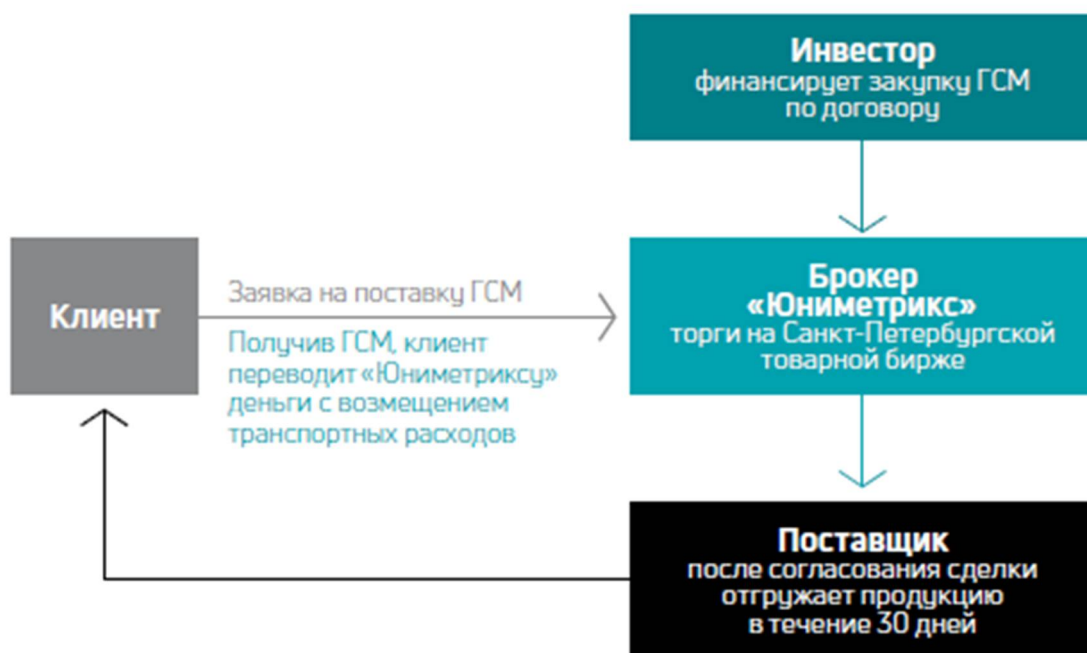 Инвестор
финансирует закупку ГСМ
по договору
Клиент
Заявка на поставку ГСМ
Получив ГСМ, клиент
переводит «Юниметриксу»
деньги с возмещением
транспортных расходов
Брокер
«Юниметрикс»
торги на Санкт-Петербургской
товарной бирже
Поставщик
после согласования сделки
отгружает продукцию
в течение 30 дней